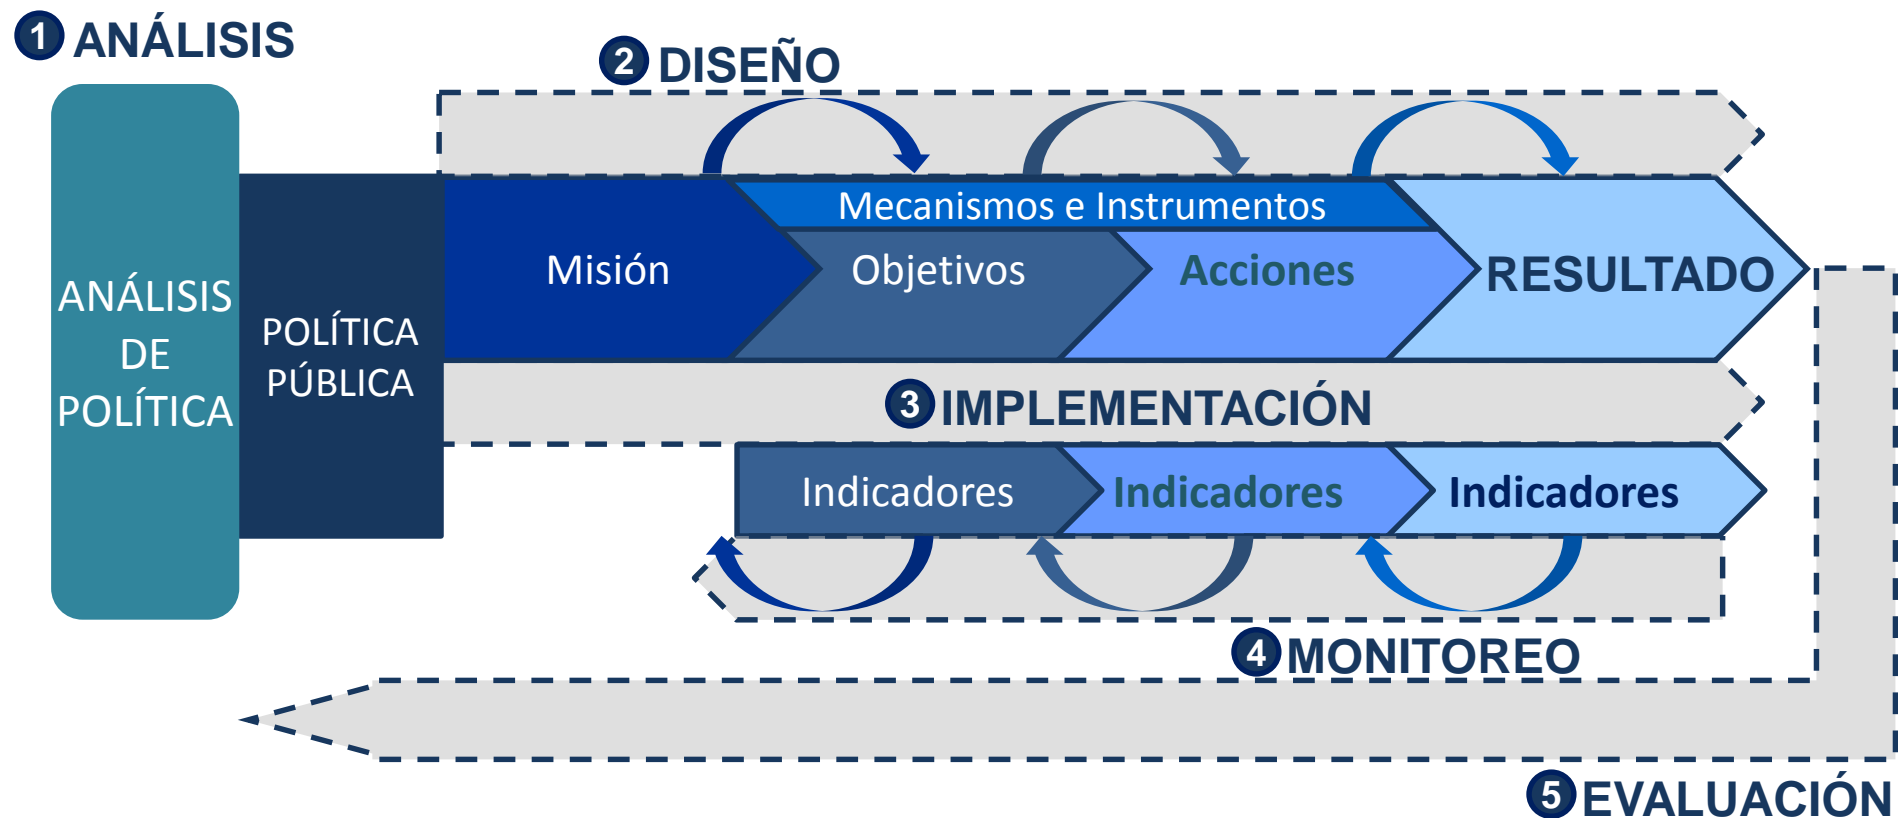 1 ANÁLISIS
2 DISEÑO
ANÁLISIS
DE
POLÍTICA
POLÍTICA
PÚBLICA
Misión
Mecanismos e Instrumentos
Objetivos
Acciones
RESULTADO
3 IMPLEMENTACIÓN
Indicadores
Indicadores
Indicadores
4 MONITOREO
5 EVALUACIÓN